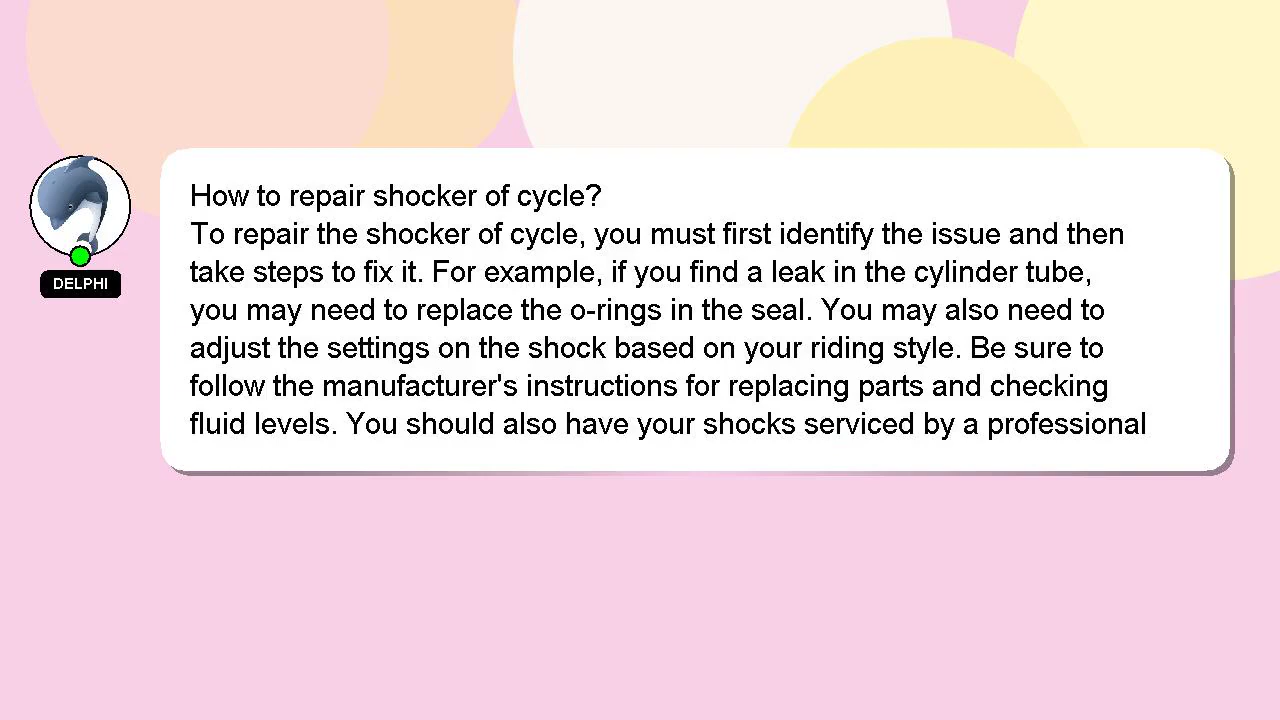 How to repair shocker of cycle?
To repair the shocker of cycle, you must first identify the issue and then
take steps to fix it. For example, if you find a leak in the cylinder tube,
you may need to replace the o-rings in the seal. You may also need to
adjust the settings on the shock based on your riding style. Be sure to
follow the manufacturer's instructions for replacing parts and checking
fluid levels. You should also have your shocks serviced by a professional
DELPHI